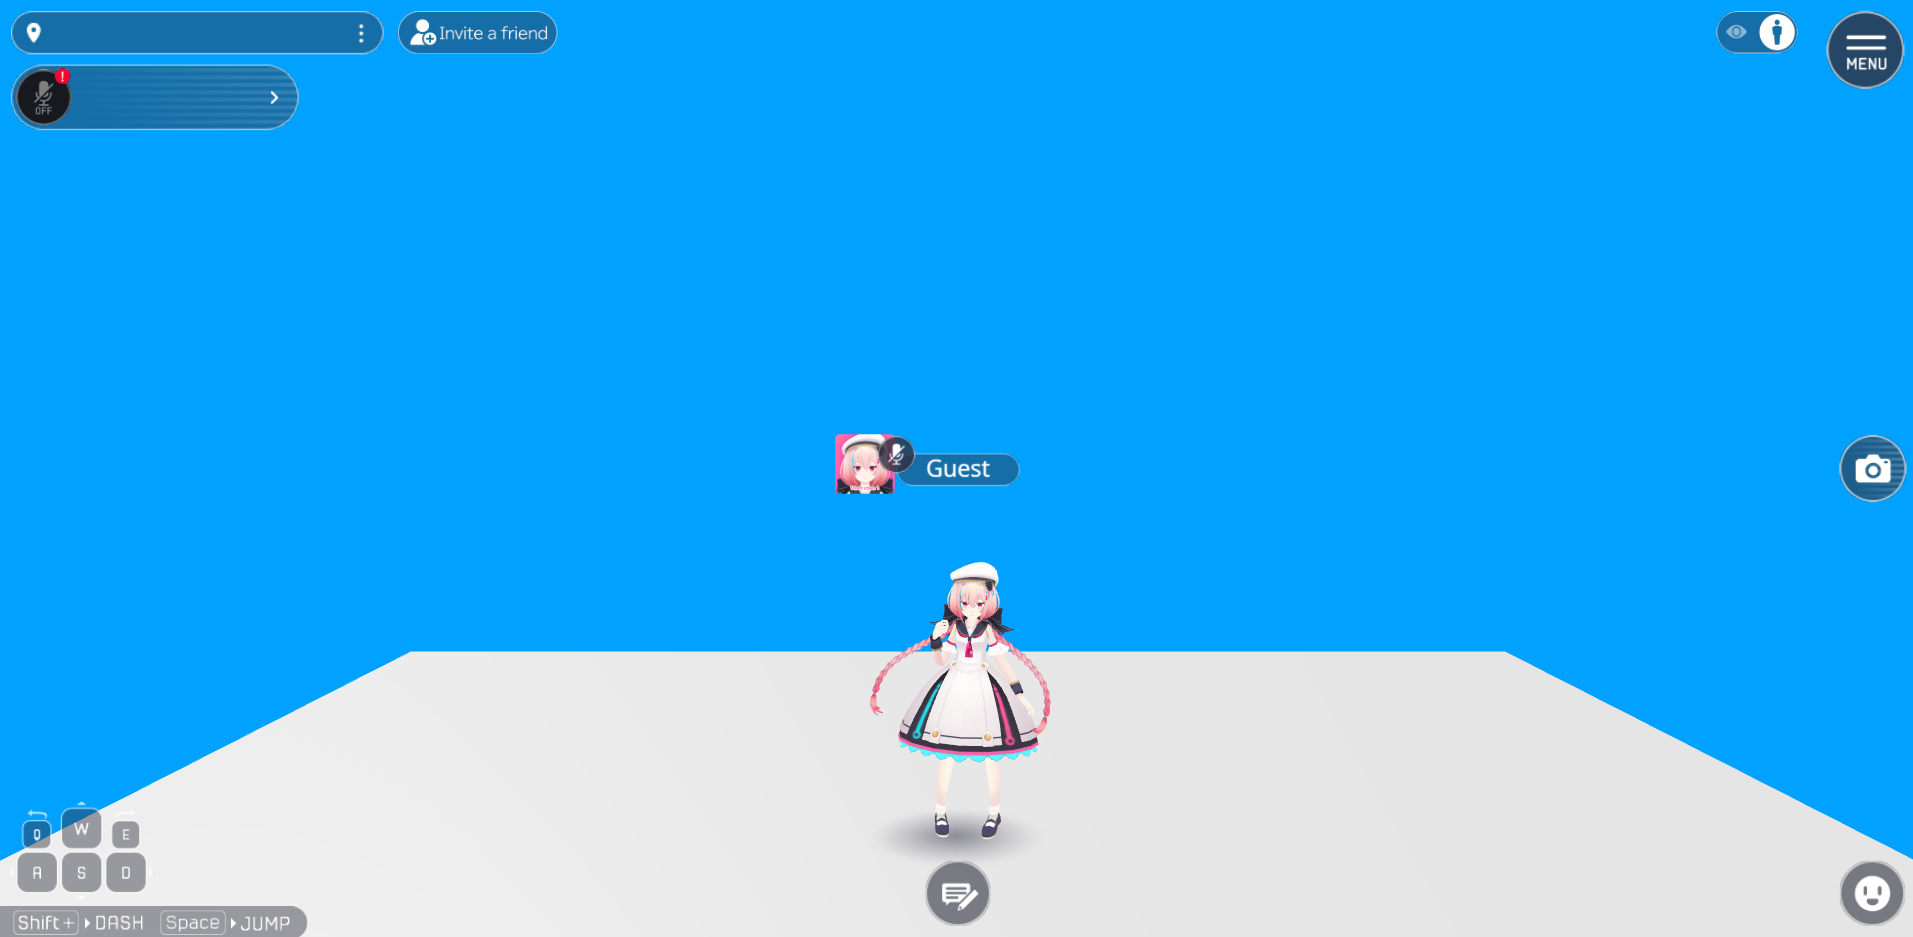 Invite a friend
MENU
!
OFF
Guest
Q W E
A S D
Shift + DASH Space JUMP